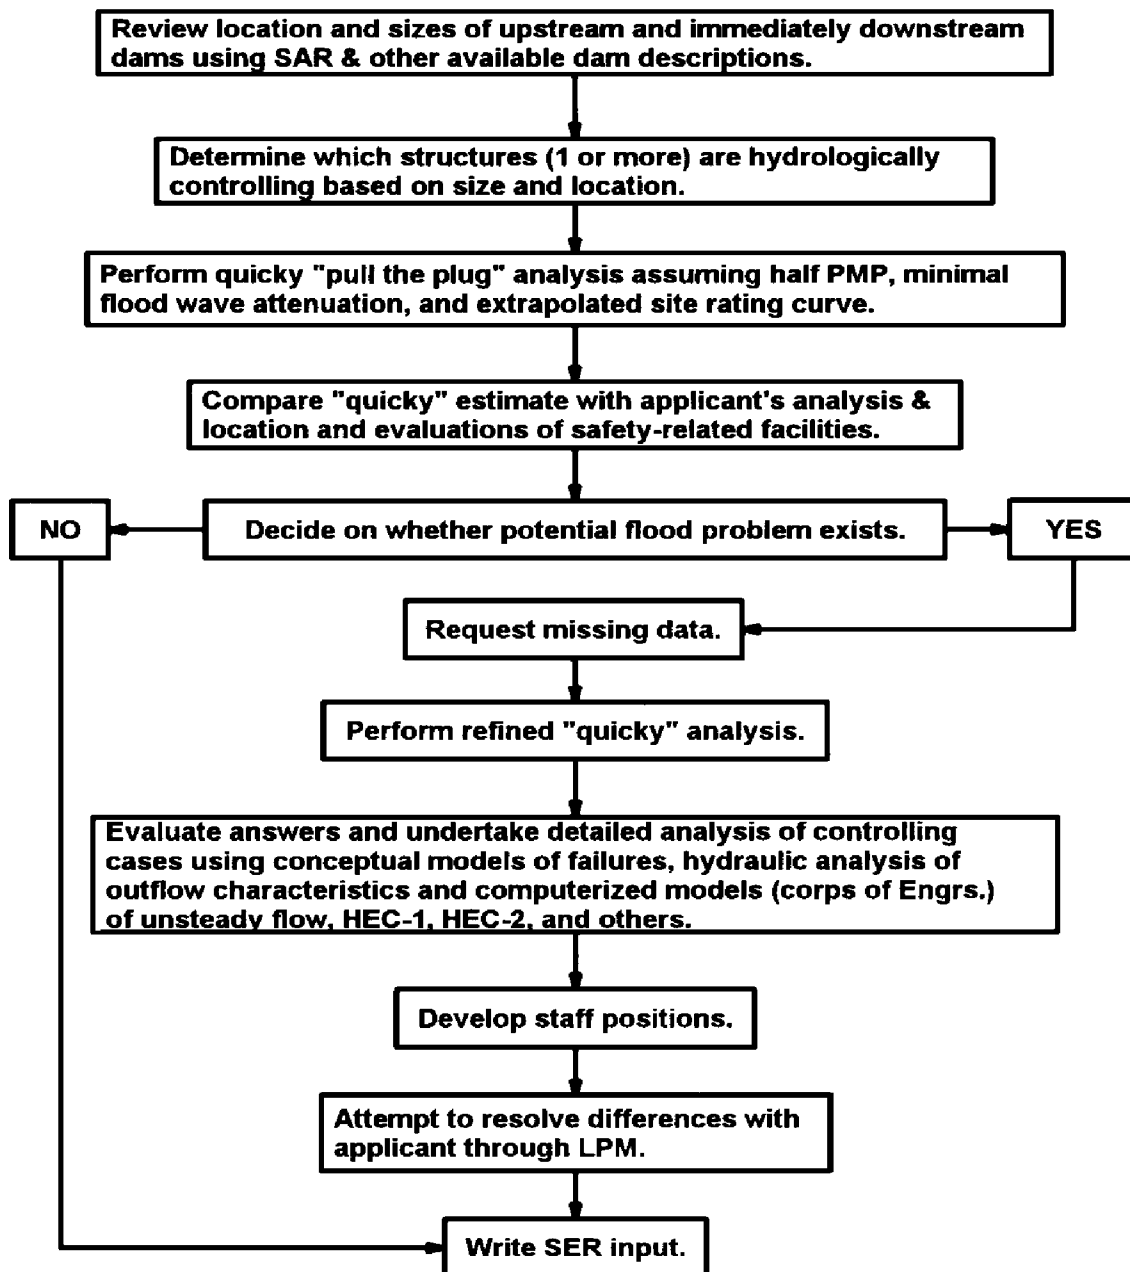 Review location and sizes of upstream and immediately downstream
dams using SAR & other available dam descriptions.
Determine which structures (1 or more) are hydrologically
controlling based on size and location.
Perform quicky "pull the plug" analysis assuming half PMP, minimal
flood wave attenuation, and extrapolated site rating curve.
Compare "quicky" estimate with applicant's analysis &
location and evaluations of safety-related facilities.
NO
Decide on whether potential flood problem exists.
YES
Request missing data.
Perform refined "quicky" analysis.
Evaluate answers and undertake detailed analysis of controlling
cases using conceptual models of failures, hydraulic analysis of
outflow characteristics and computerized models (corps of Engrs.)
of unsteady flow, HEC-1, HEC-2, and others.
Develop staff positions.
Attempt to resolve differences with
applicant through LPM.
Write SER input.